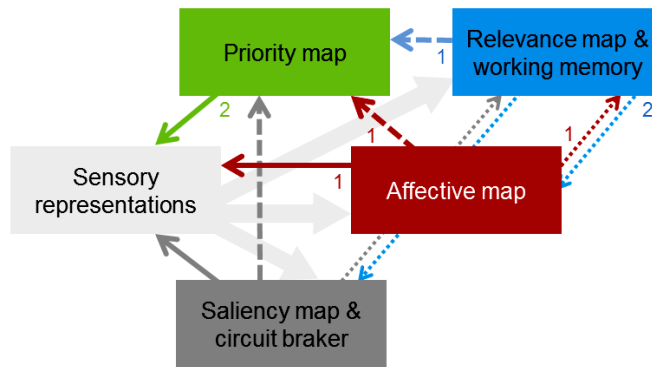 Priority map
Relevance map &
working memory
1
2
1
1
2
Sensory
representations
1
Affective map
Saliency map &
circuit braker